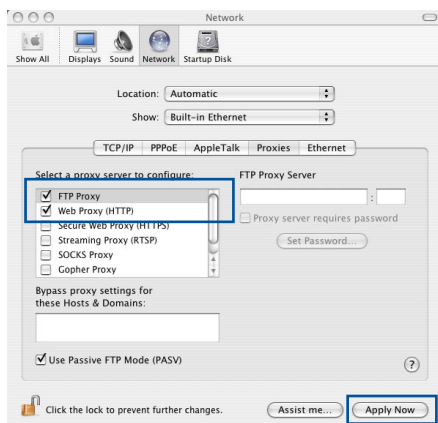 Network
Show All Displays Sound Network Startup Disk
Location: Automatic
Show: Built-in Ethernet
TCP/IP PPPoE AppleTalk Proxies Ethernet
Select a proxy server to configure: FTP Proxy Server
FTP Proxy
:
Web Proxy (HTTP)
Proxy server requires password
Secure Web Proxy (HTTPS)
Streaming Proxy (RTSP)
Set Password...
SOCKS Proxy
Gopher Proxy
Bypass proxy settings for
these Hosts & Domains:
Use Passive FTP Mode (PASV)
?
Click the lock to prevent further changes. Assist me... Apply Now